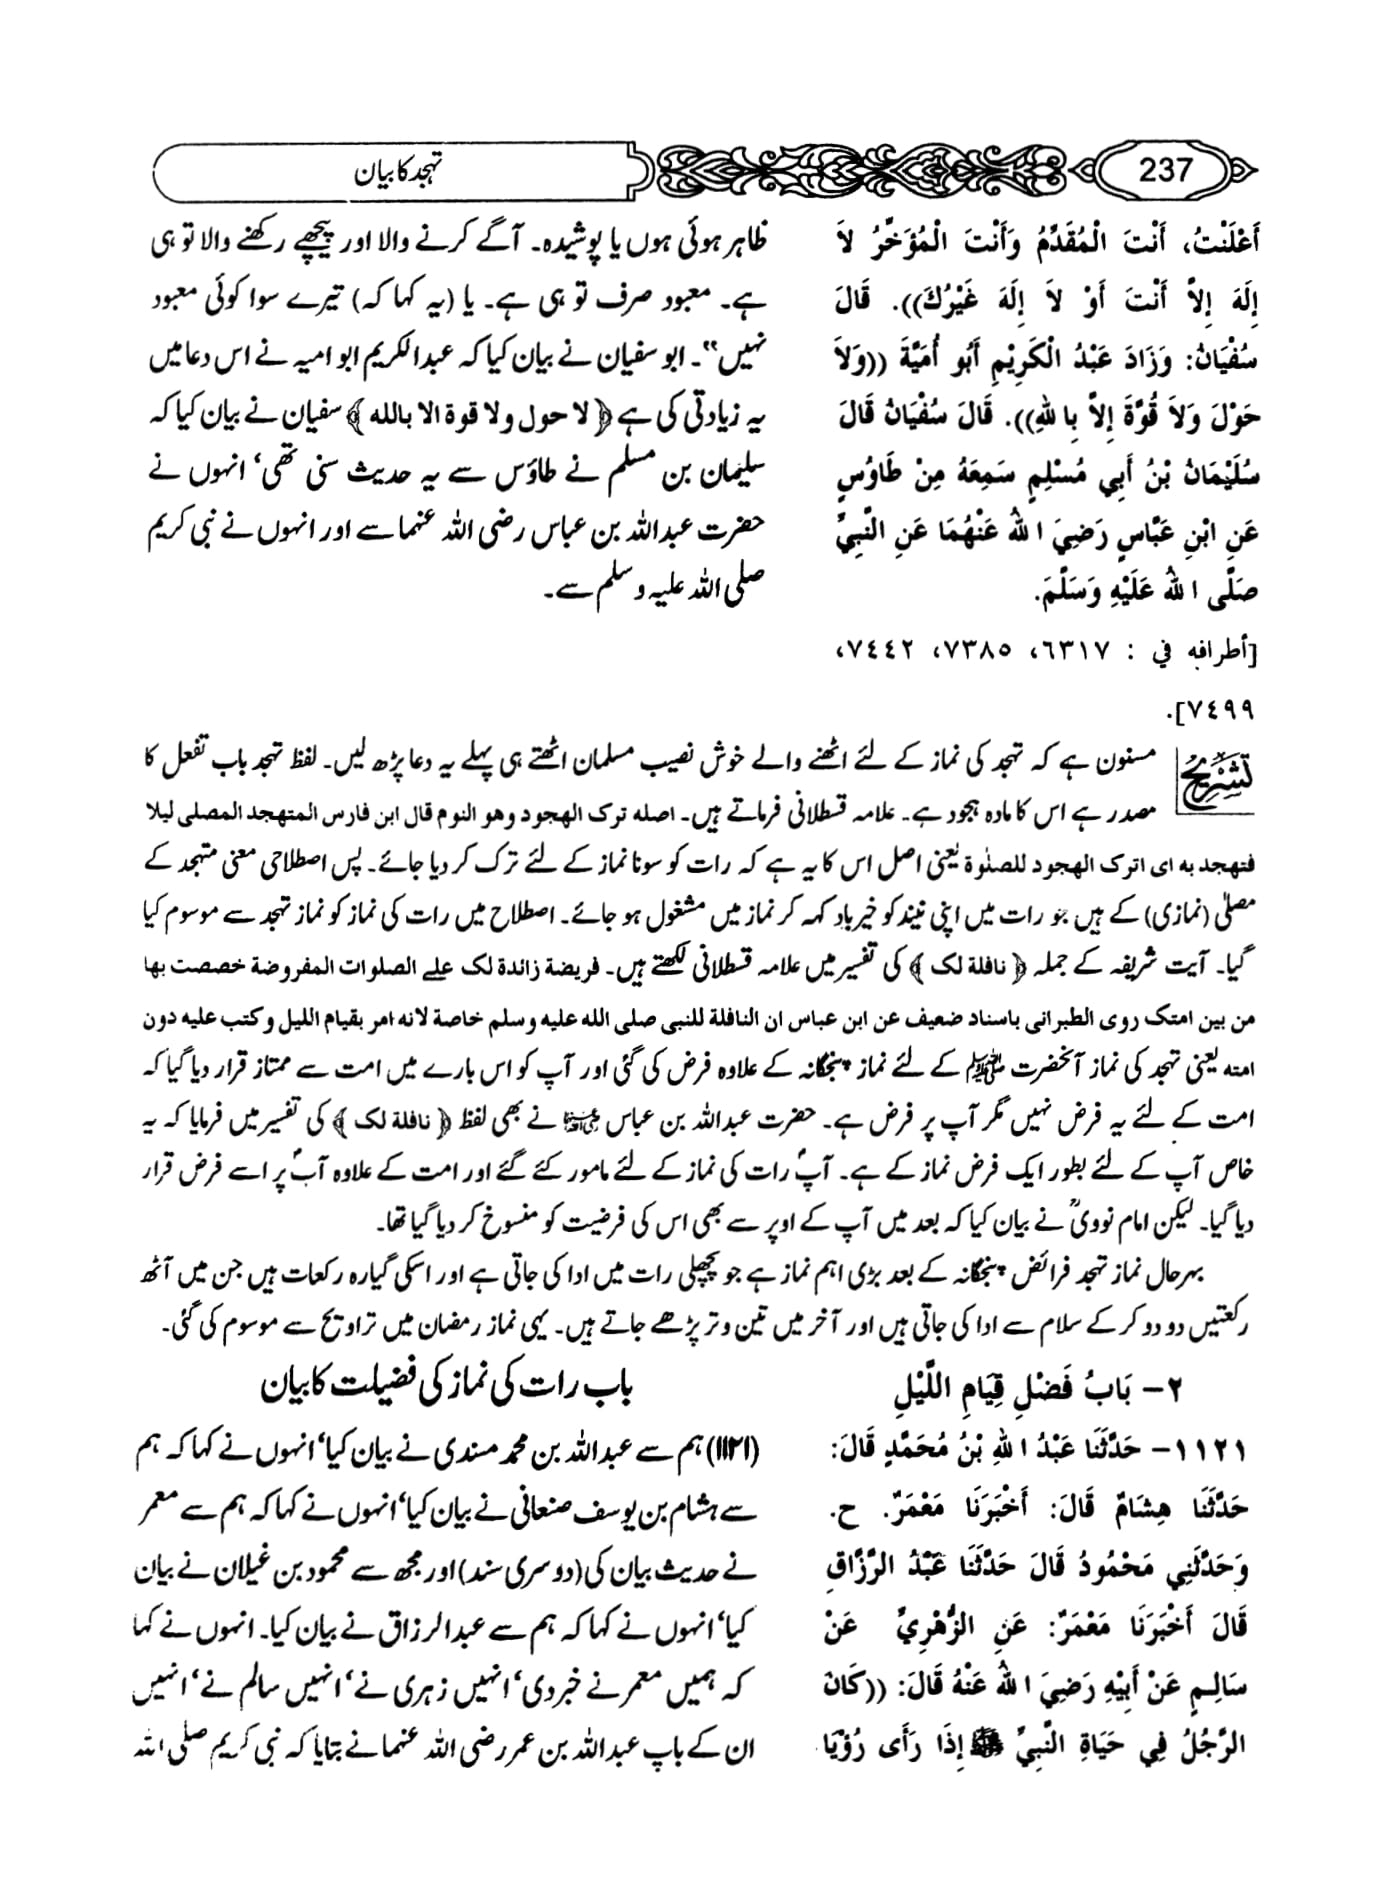 237
تہجد کا بیان
أَعْلَنْتُ، أَنْتَ الْمُقَدِّمُ وَأَنْتَ الْمُؤَخِّرُ لاَ
إِلَهَ إِلاَّ أَنْتَ أَوْ لاَ إِلَهَ غَيْرُكَ)). قَالَ
سُفْيَانُ: وَزَادَ عَبْدُ الْكَرِيْمِ أَبُو أُمَيَّةَ ((وَلاَ
حَوْلَ وَلاَ قُوَّةَ إِلاَّ بِاللهِ)). قَالَ سُفْيَانُ قَالَ
سُلَيْمَانُ بْنُ أَبِي مُسْلِمٍ سَمِعَهُ مِنْ طَاوُسٍ
عَنِ ابْنِ عَبَّاسٍ رَضِيَ اللهُ عَنْهُمَا عَنِ النَّبِيِّ
صَلَّى اللهُ عَلَيْهِ وَسَلَّمَ.
[أطرافه في : ٦٣١٧، ٧٣٨٥، ٧٤٤٢،
٧٤٩٩].
ظاہر ہوئی ہوں یا پوشیدہ۔ آگے کرنے والا اور پیچھے رکھنے والا تو ہی
ہے۔ معبود صرف تو ہی ہے۔ یا (یہ کہا کہ) تیرے سوا کوئی معبود
نہیں“۔ ابو سفیان نے بیان کیا کہ عبدالکریم ابو امیہ نے اس دعا میں
یہ زیادتی کی ہے ﴿لا حول ولا قوۃ الا باللہ﴾ سفیان نے بیان کیا کہ
سلیمان بن مسلم نے طاؤس سے یہ حدیث سنی تھی‘ انہوں نے
حضرت عبداللہ بن عباس رضی اللہ عنہما سے اور انہوں نے نبی کریم
صلی اللہ علیہ وسلم سے۔
تشریح مسنون ہے کہ تہجد کی نماز کے لئے اٹھنے والے خوش نصیب مسلمان اٹھتے ہی پہلے یہ دعا پڑھ لیں۔ لفظ تہجد باب تفعل کا
مصدر ہے اس کا مادہ ہجود ہے۔ علامہ قسطلانی فرماتے ہیں۔ اصلہ ترک الهجود وهو النوم قال ابن فارس المتهجد المصلی لیلا
فتهجد به ای اترک الهجود للصلٰوة یعنی اصل اس کا یہ ہے کہ رات کو سونا نماز کے لئے ترک کر دیا جائے۔ پس اصطلاحی معنی متہجد کے
مصلیٰ (نمازی) کے ہیں جو رات میں اپنی نیند کو خیر باد کہہ کر نماز میں مشغول ہو جائے۔ اصطلاح میں رات کی نماز کو نماز تہجد سے موسوم کیا
گیا۔ آیت شریفہ کے جملہ ﴿نافلة لک﴾ کی تفسیر میں علامہ قسطلانی لکھتے ہیں۔ فریضة زائدة لک علی الصلوات المفروضة خصصت بها
من بین امتک روی الطبرانی باسناد ضعیف عن ابن عباس ان النافلة للنبی صلی الله علیه وسلم خاصة لانه امر بقیام اللیل وکتب علیه دون
امته یعنی تہجد کی نماز آنحضرت ﷺ کے لئے نماز پنجگانہ کے علاوہ فرض کی گئی اور آپ کو اس بارے میں امت سے ممتاز قرار دیا گیا کہ
امت کے لئے یہ فرض نہیں مگر آپ پر فرض ہے۔ حضرت عبداللہ بن عباس رضی اللہ عنہما نے بھی لفظ ﴿نافلة لک﴾ کی تفسیر میں فرمایا کہ یہ
خاص آپ کے لئے بطور ایک فرض نماز کے ہے۔ آپؐ رات کی نماز کے لئے مامور کئے گئے اور امت کے علاوہ آپؐ پر اسے فرض قرار
دیا گیا۔ لیکن امام نوویؒ نے بیان کیا کہ بعد میں آپ کے اوپر سے بھی اس کی فرضیت کو منسوخ کر دیا گیا تھا۔
بہرحال نماز تہجد فرائض پنجگانہ کے بعد بڑی اہم نماز ہے جو پچھلی رات میں ادا کی جاتی ہے اور اسکی گیارہ رکعات ہیں جن میں آٹھ
رکعتیں دو دو کر کے سلام سے ادا کی جاتی ہیں اور آخر میں تین وتر پڑھے جاتے ہیں۔ یہی نماز رمضان میں تراویح سے موسوم کی گئی۔
٢- بَابُ فَضْلِ قِيَامِ اللَّيْلِ
١١٢١- حَدَّثَنَا عَبْدُ اللهِ بْنُ مُحَمَّدٍ قَالَ:
حَدَّثَنَا هِشَامٌ قَالَ: أَخْبَرَنَا مَعْمَرٌ. ح.
وَحَدَّثَنِي مَحْمُودُ قَالَ حَدَّثَنَا عَبْدُ الرَّزَّاقِ
قَالَ أَخْبَرَنَا مَعْمَرٌ: عَنِ الزُّهْرِيِّ عَنْ
سَالِمٍ عَنْ أَبِيْهِ رَضِيَ اللهُ عَنْهُ قَالَ: ((كَانَ
الرَّجُلُ فِي حَيَاةِ النَّبِيِّ ﷺ إِذَا رَأَى رُؤْيَا
باب رات کی نماز کی فضیلت کا بیان
(۱۱۲۱) ہم سے عبداللہ بن محمد مسندی نے بیان کیا‘ انہوں نے کہا کہ ہم
سے ہشام بن یوسف صنعانی نے بیان کیا‘ انہوں نے کہا کہ ہم سے معمر
نے حدیث بیان کی (دوسری سند) اور مجھ سے محمود بن غیلان نے بیان
کیا‘ انہوں نے کہا کہ ہم سے عبدالرزاق نے بیان کیا۔ انہوں نے کہا
کہ ہمیں معمر نے خبر دی‘ انہیں زہری نے‘ انہیں سالم نے‘ انہیں
ان کے باپ عبداللہ بن عمر رضی اللہ عنہما نے بتایا کہ نبی کریم صلی اللہ